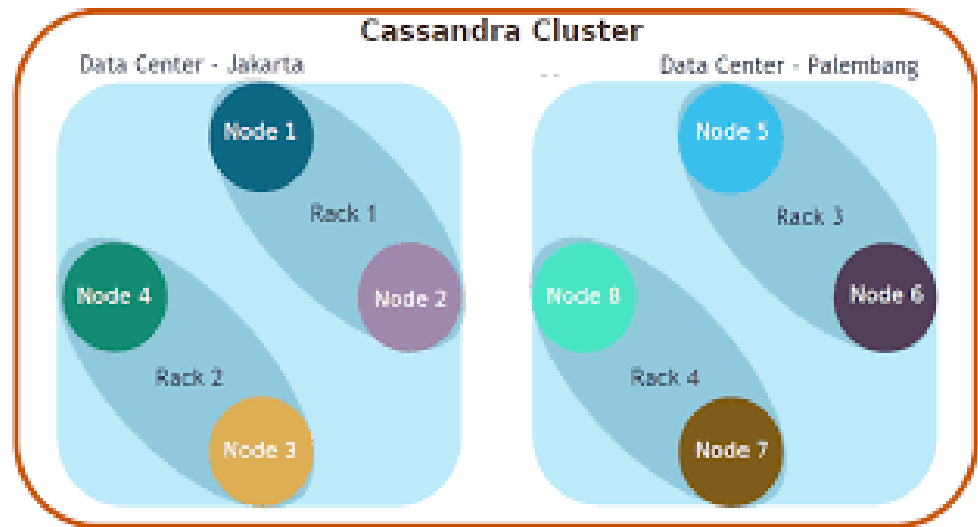 Cassandra Cluster
Data Center - Jakarta
Data Center - Palembang
Node 1
Rack 1
Node 4
Node 2
Rack 2
Node 3
Node 5
Rack 3
Node 8
Node 6
Rack 4
Node 7